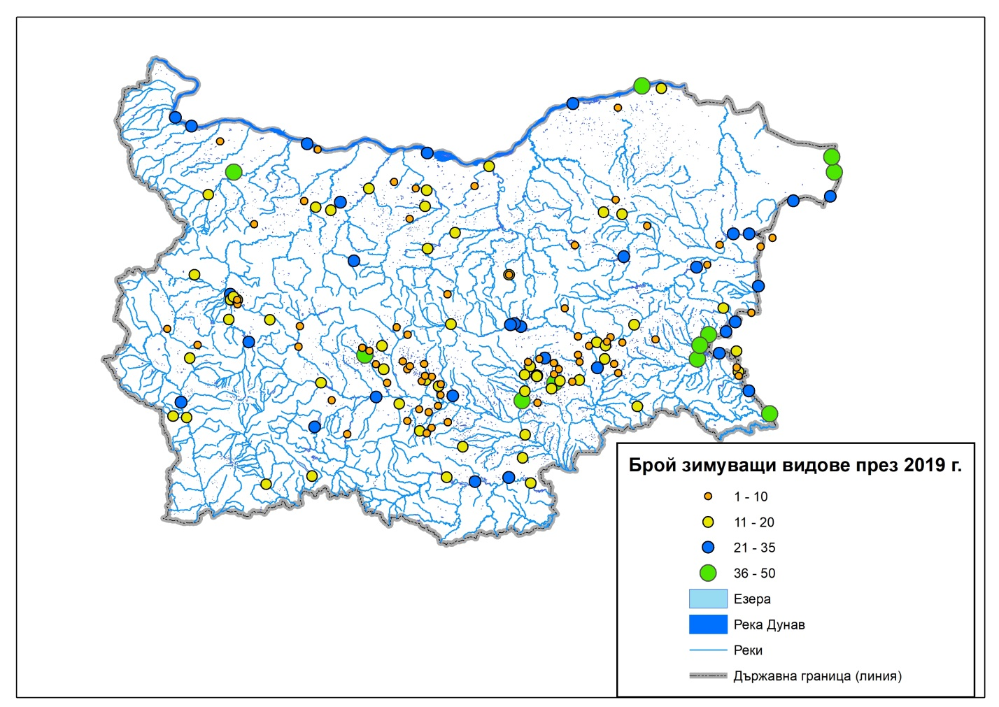 Брой зимуващи видове през 2019 г.
1 - 10
11 - 20
21 - 35
36 - 50
Езера
Река Дунав
Реки
Държавна граница (линия)